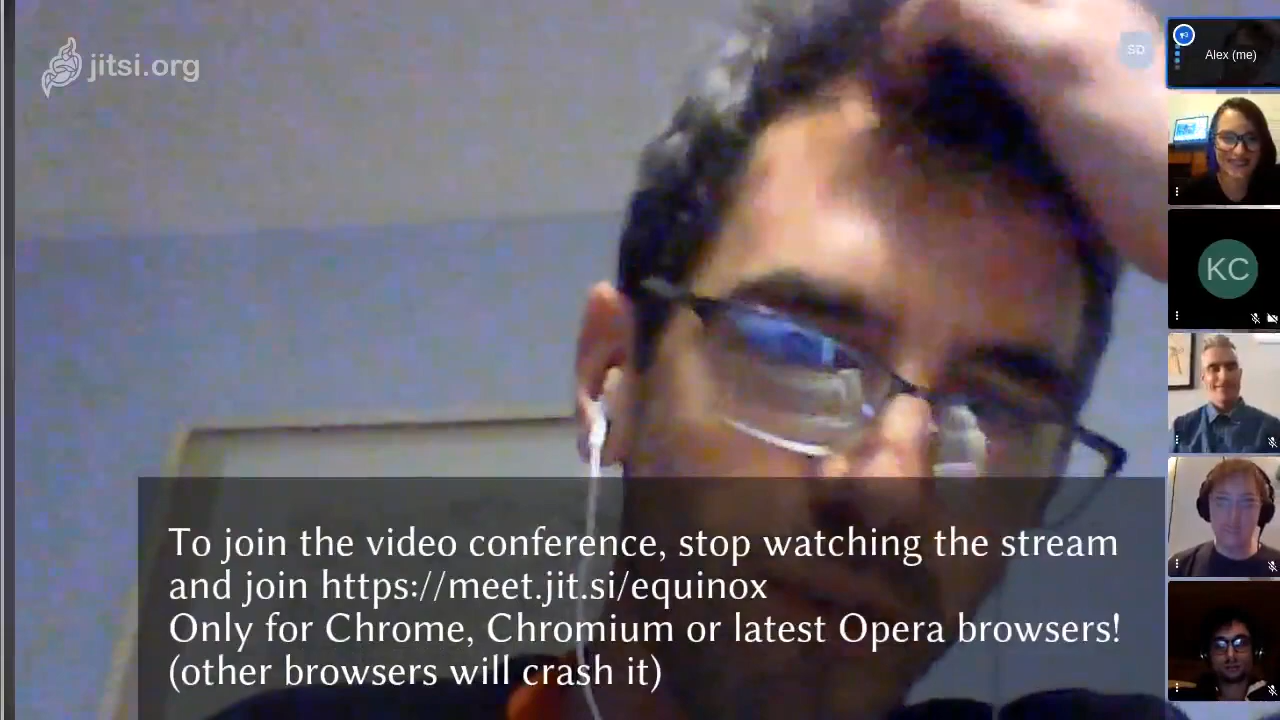 jitsi.org
SD
Alex (me)
KC
To join the video conference, stop watching the stream
and join https://meet.jit.si/equinox
Only for Chrome, Chromium or latest Opera browsers!
(other browsers will crash it)